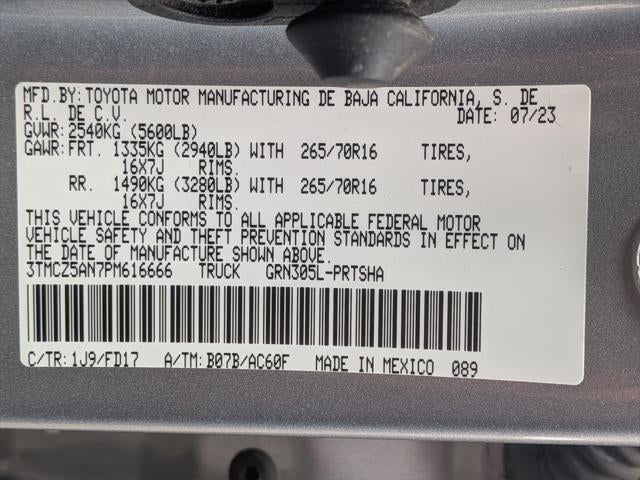 MFD.BY:TOYOTA MOTOR MANUFACTURING DE BAJA CALIFORNIA, S. DE
R.L. DE C.V. DATE: 07/23
GVWR:2540KG (5600LB)
GAWR:FRT. 1335KG (2940LB) WITH 265/70R16 TIRES,
16X7J RIMS.
RR. 1490KG (3280LB) WITH 265/70R16 TIRES,
16X7J RIMS.
THIS VEHICLE CONFORMS TO ALL APPLICABLE FEDERAL MOTOR
VEHICLE SAFETY AND THEFT PREVENTION STANDARDS IN EFFECT ON
THE DATE OF MANUFACTURE SHOWN ABOVE.
3TMCZ5AN7PM616666 TRUCK GRN305L-PRTSHA
C/TR:1J9/FD17 A/TM:B07B/AC60F MADE IN MEXICO 089